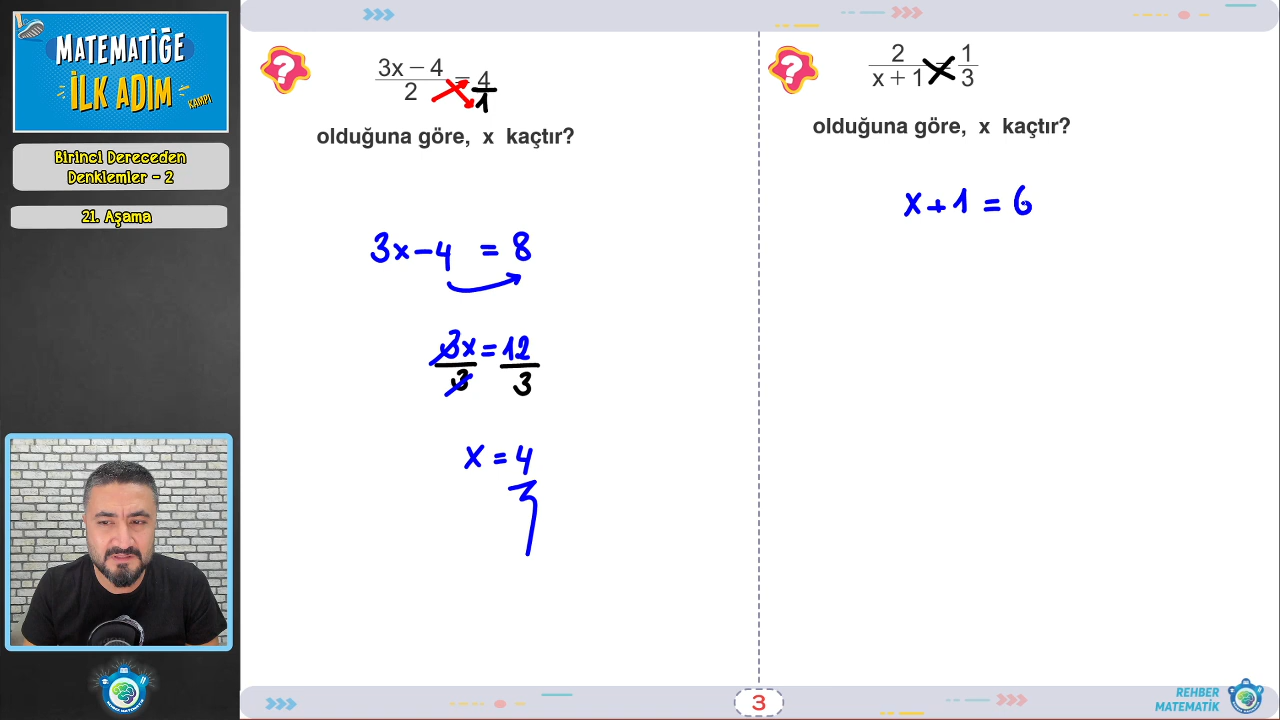 MATEMATİĞE
İLK ADIM
KAMPI
Birinci Dereceden
Denklemler - 2
21. Aşama
3x − 4 / 2 = 4 / 1
olduğuna göre, x kaçtır?
3x − 4 = 8
3x / 3 = 12 / 3
x = 4
2 / x + 1 = 1 / 3
olduğuna göre, x kaçtır?
x + 1 = 6
3
REHBER
MATEMATİK